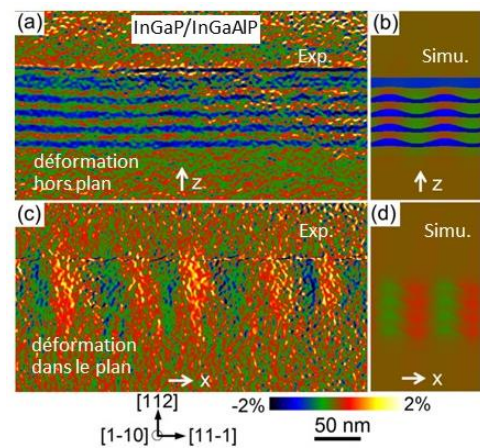 (a)
InGaP/InGaAlP
Exp.
déformation
hors plan
z
(b)
Simu.
z
(c)
Exp.
déformation
dans le plan
x
(d)
Simu.
x
[112]
[1-10]
[11-1]
-2%
2%
50 nm